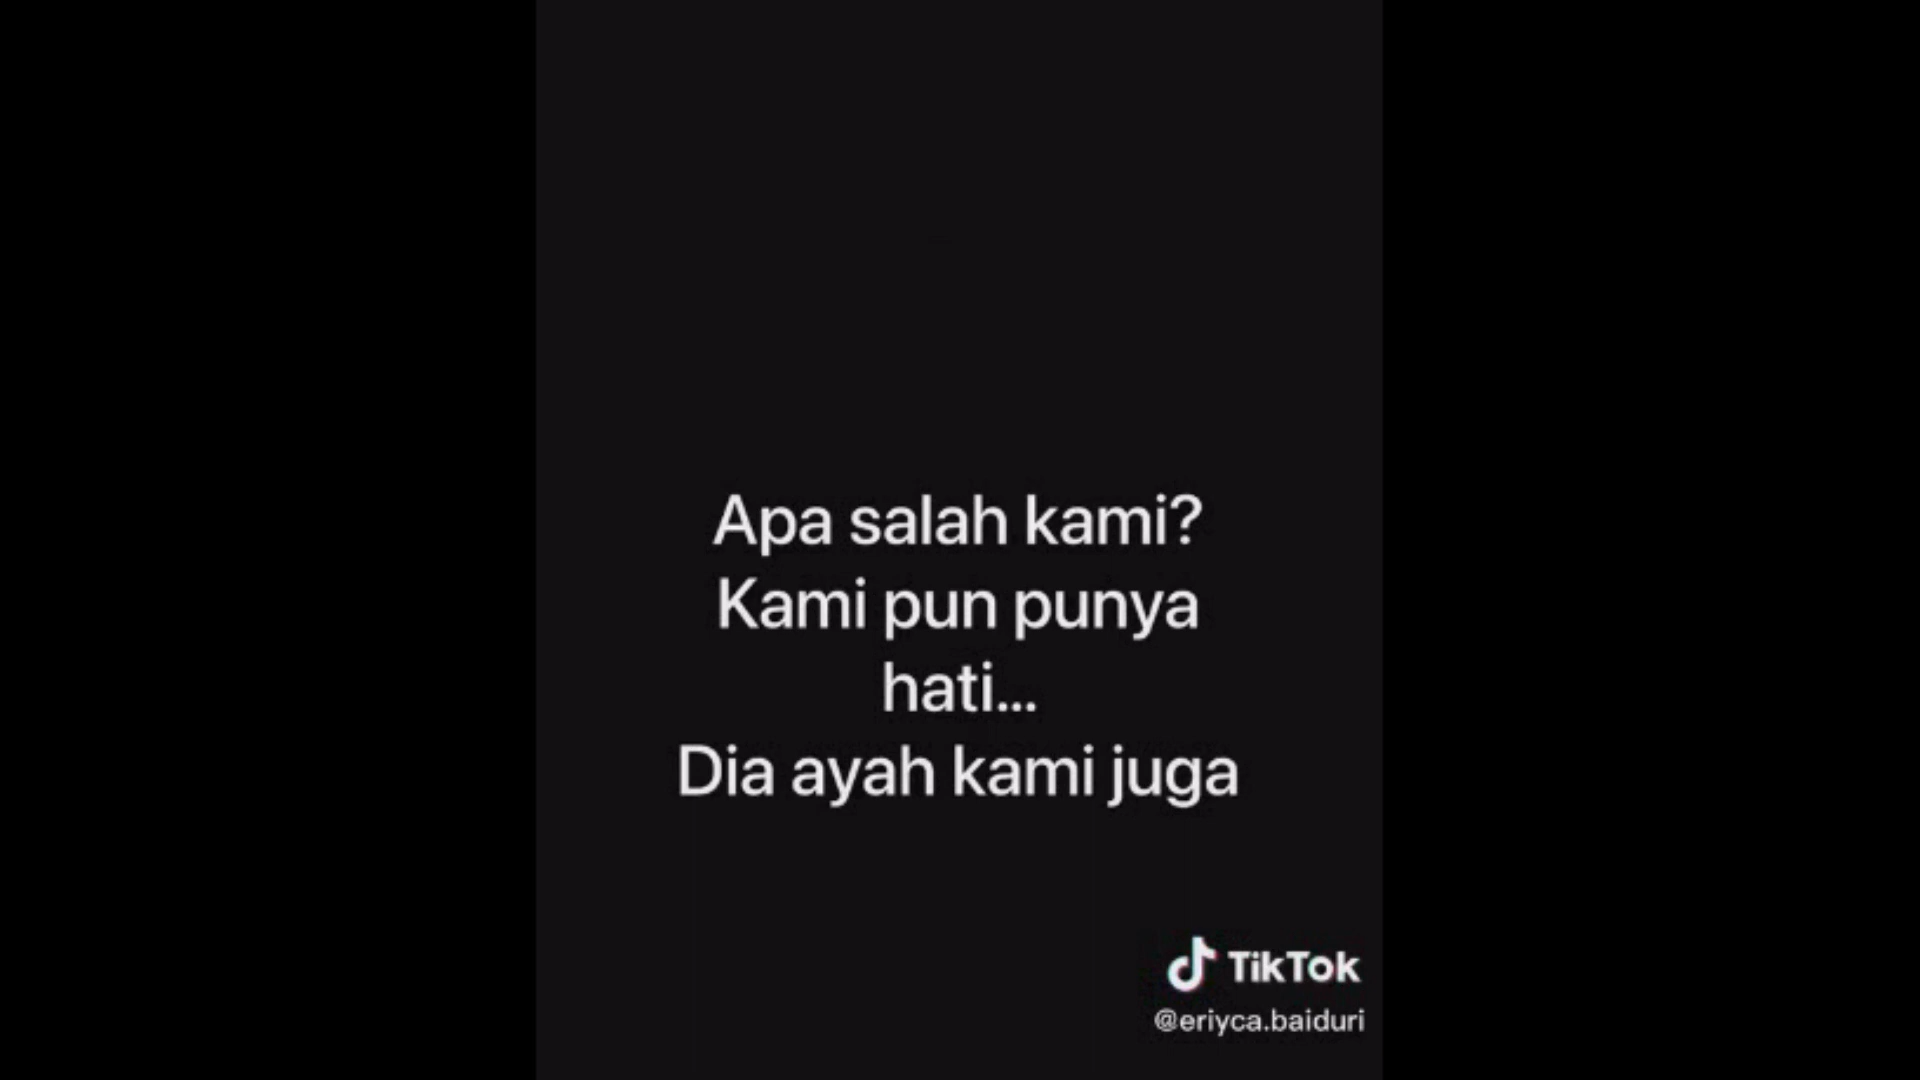 Apa salah kami?
Kami pun punya
hati...
Dia ayah kami juga
TikTok
@eriyca.baiduri